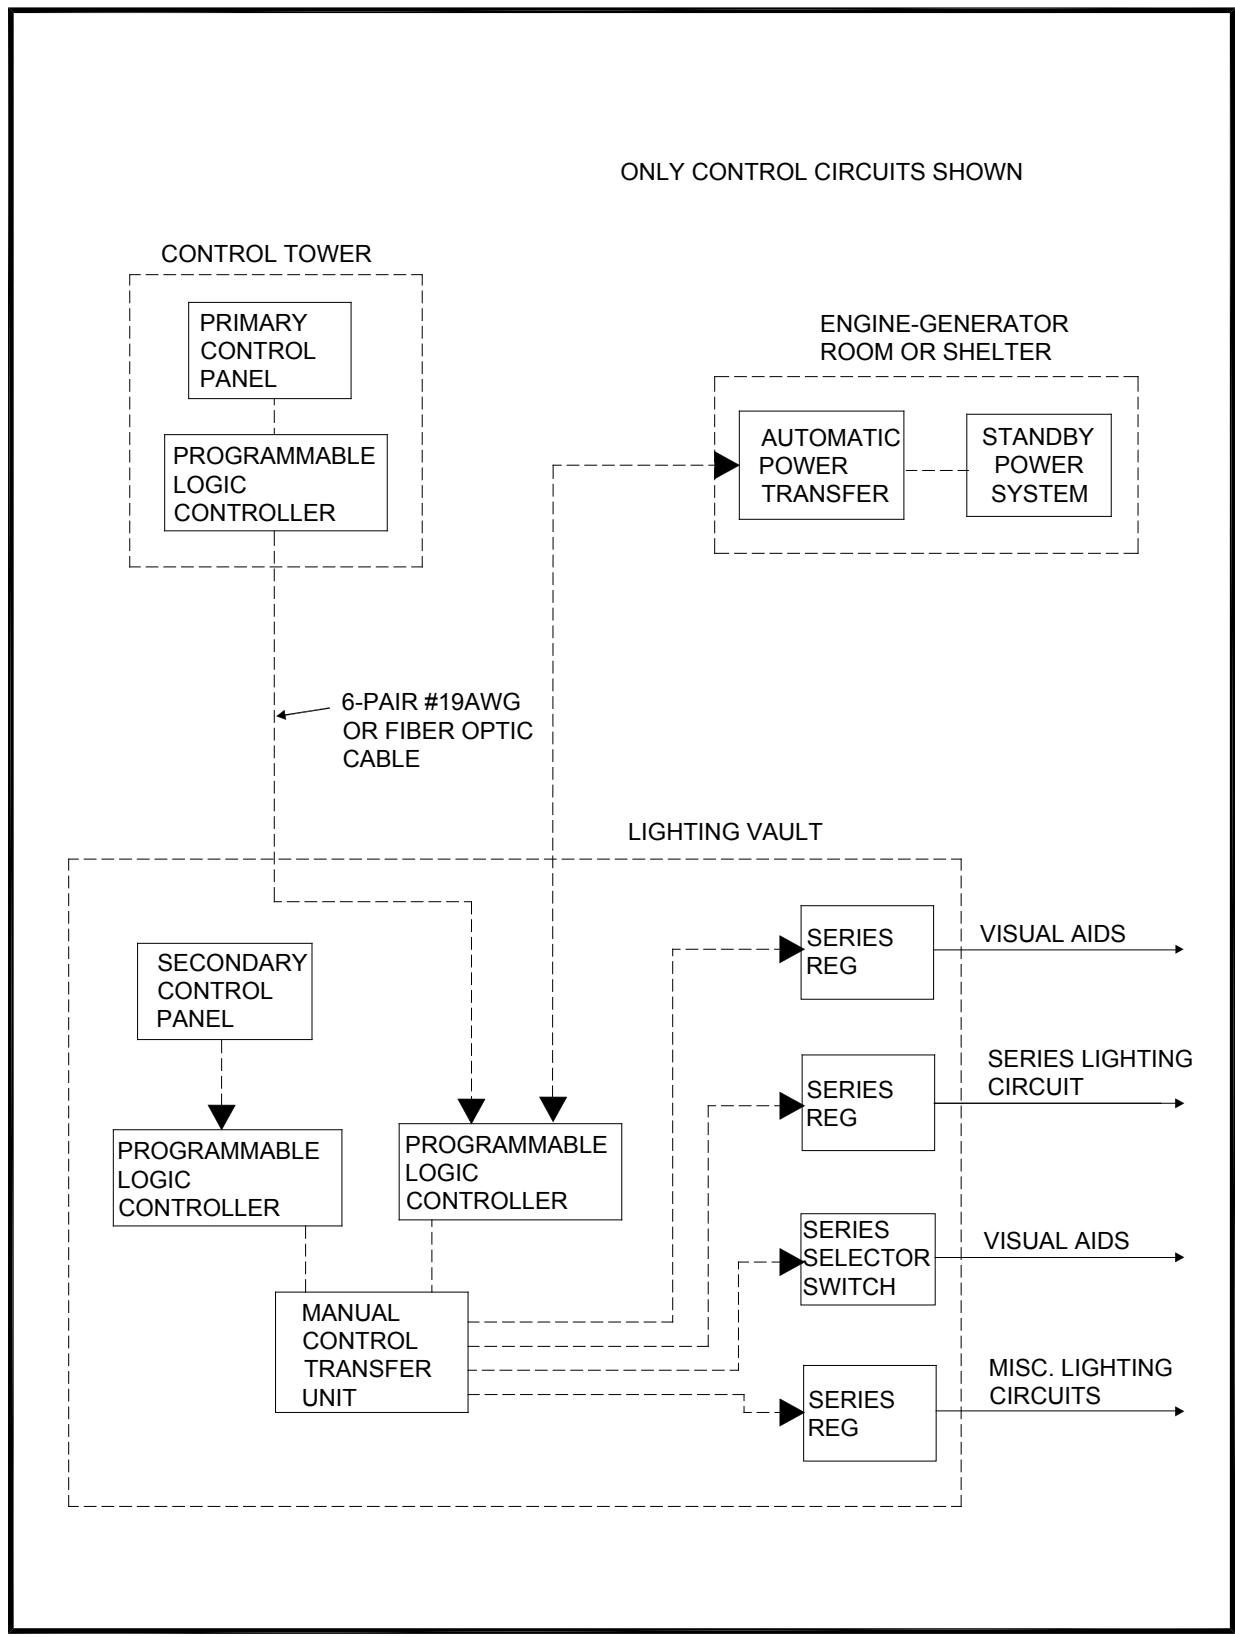 ONLY CONTROL CIRCUITS SHOWN
CONTROL TOWER
PRIMARY
CONTROL
PANEL
PROGRAMMABLE
LOGIC
CONTROLLER
ENGINE-GENERATOR
ROOM OR SHELTER
AUTOMATIC
POWER
TRANSFER
STANDBY
POWER
SYSTEM
6-PAIR #19AWG
OR FIBER OPTIC
CABLE
LIGHTING VAULT
SECONDARY
CONTROL
PANEL
PROGRAMMABLE
LOGIC
CONTROLLER
PROGRAMMABLE
LOGIC
CONTROLLER
MANUAL
CONTROL
TRANSFER
UNIT
SERIES
REG
VISUAL AIDS
SERIES
REG
SERIES LIGHTING
CIRCUIT
SERIES
SELECTOR
SWITCH
VISUAL AIDS
SERIES
REG
MISC. LIGHTING
CIRCUITS